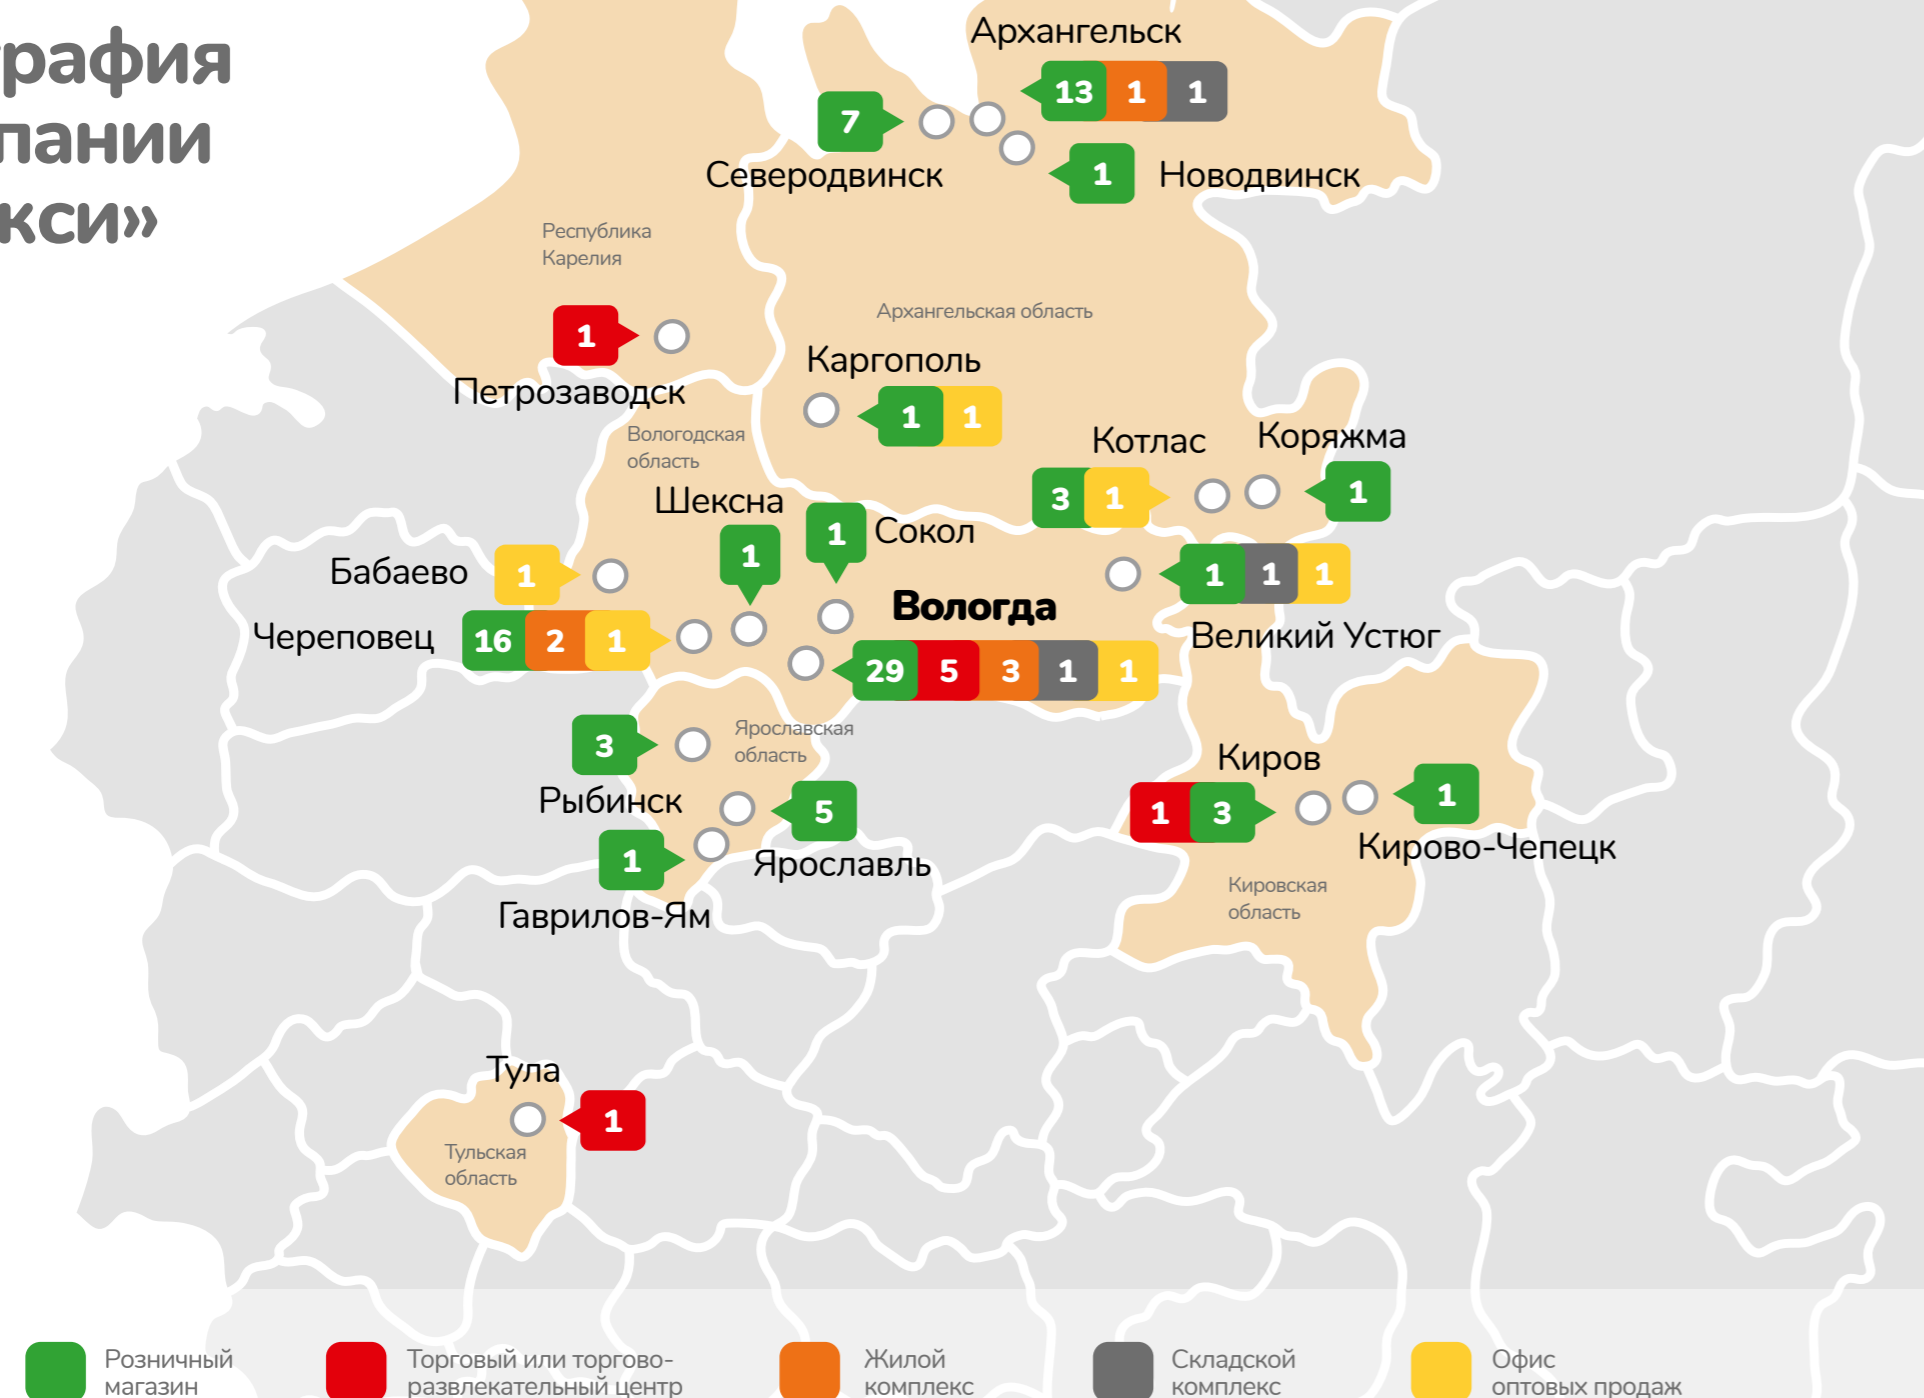 рафия
пании
кси»
Архангельск
13 1 1
7
Северодвинск
1
Новодвинск
Республика
Карелия
Архангельская область
1
Петрозаводск
Каргополь
1 1
Вологодская
область
Котлас
3 1
Коряжма
1
Шексна
1
1
Сокол
Бабаево
1
1 1 1
Великий Устюг
Вологда
Череповец
16 2 1
29 5 3 1 1
3
Рыбинск
Ярославская
область
5
Ярославль
1
Гаврилов-Ям
Киров
1 3
1
Кирово-Чепецк
Кировская
область
Тула
1
Тульская
область
Розничный
магазин
Торговый или торгово-
развлекательный центр
Жилой
комплекс
Складской
комплекс
Офис
оптовых продаж